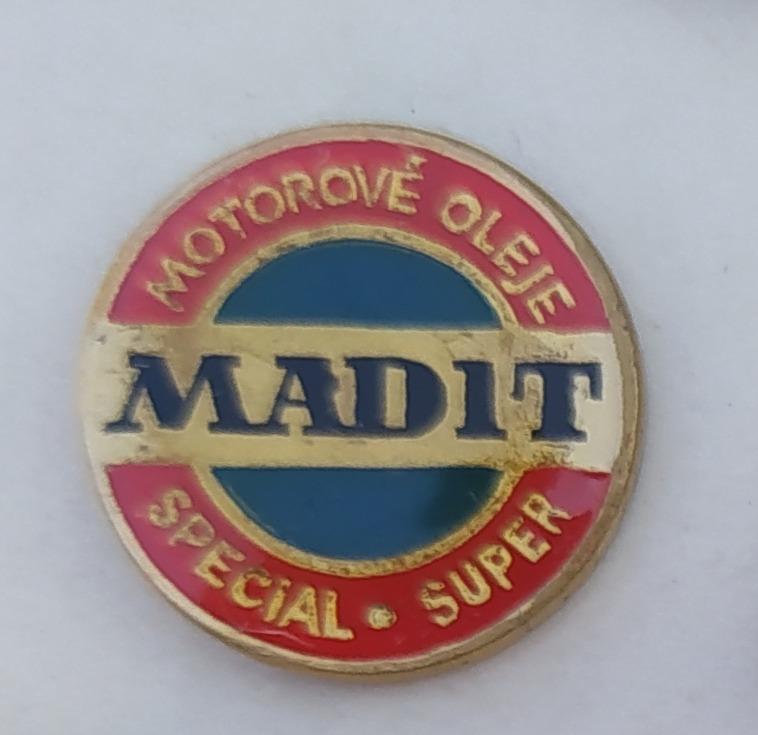 MOTOROVÉ OLEJE
MADIT
SPECIAL • SUPER